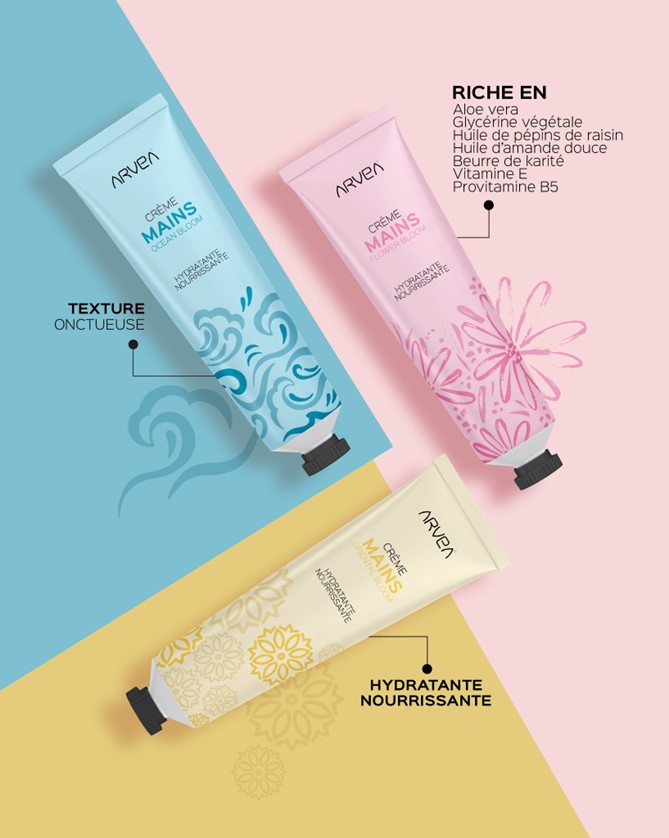 ARVEA
CRÈME
MAINS
OCEAN BLOOM
HYDRATANTE
NOURRISSANTE
TEXTURE
ONCTUEUSE
ARVEA
CRÈME
MAINS
FLOWER BLOOM
HYDRATANTE
NOURRISSANTE
RICHE EN
Aloe vera
Glycérine végétale
Huile de pépins de raisin
Huile d'amande douce
Beurre de karité
Vitamine E
Provitamine B5
ARVEA
CRÈME
MAINS
ORIENTAL BLOOM
HYDRATANTE
NOURRISSANTE
HYDRATANTE
NOURRISSANTE